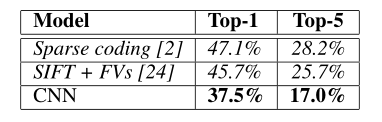 Model Top-1 Top-5
Sparse coding [2] 47.1% 28.2%
SIFT + FVs [24] 45.7% 25.7%
CNN 37.5% 17.0%